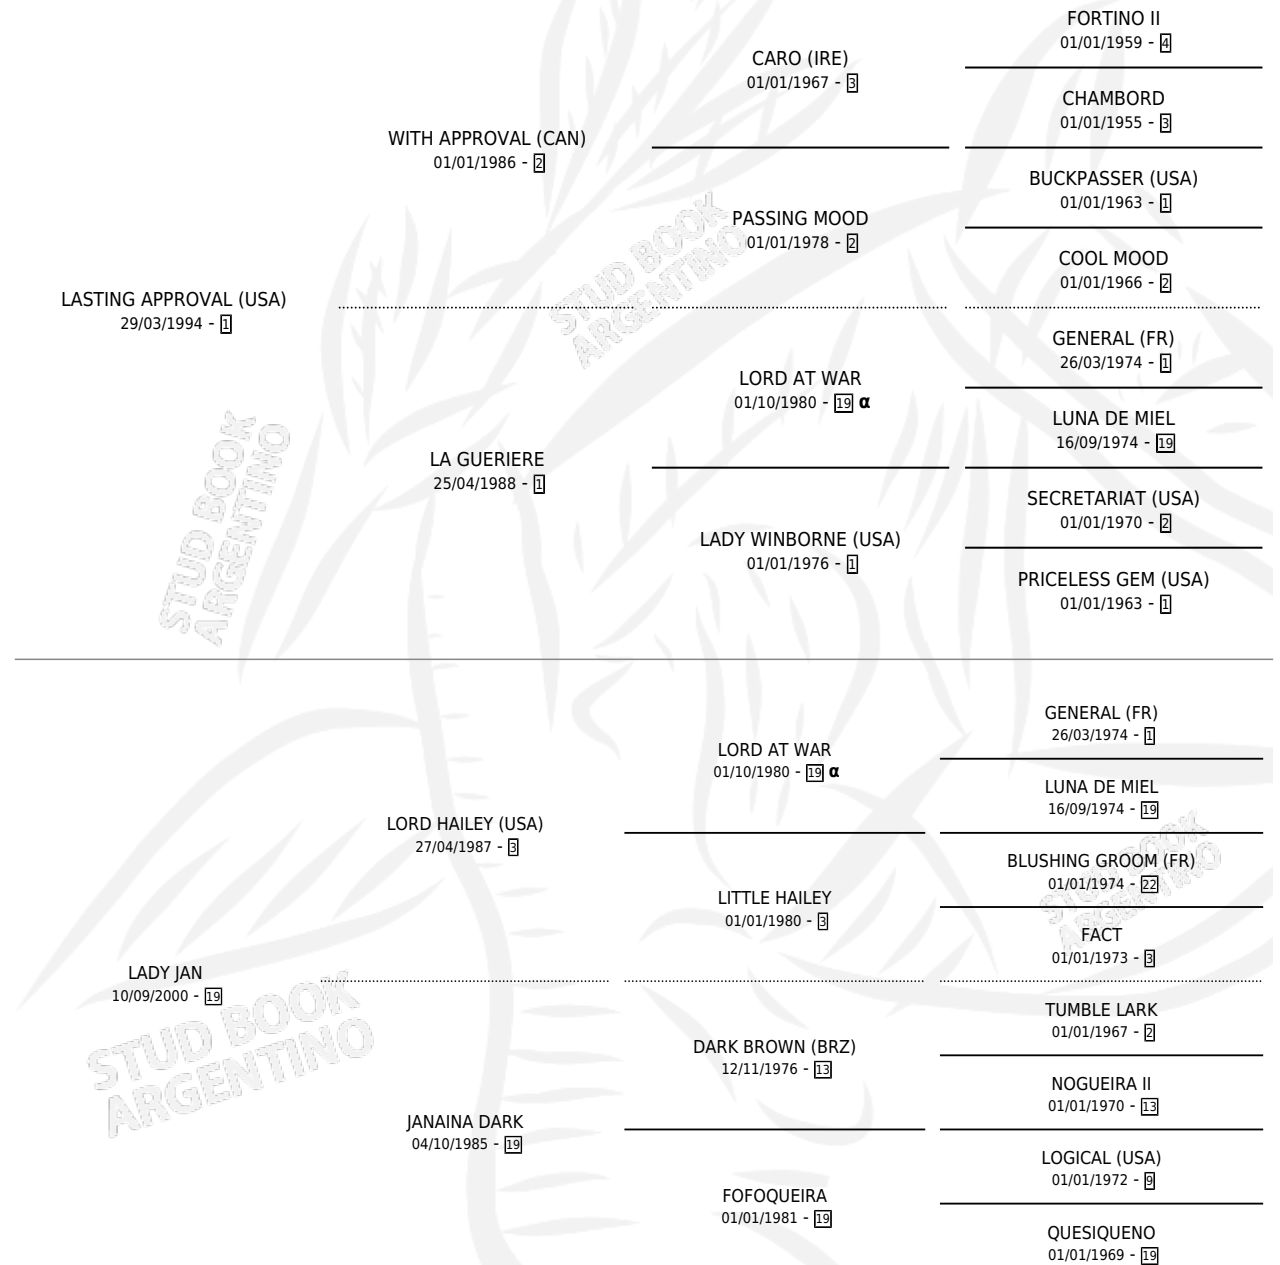 FORTINO II
01/01/1959 - 4
CARO (IRE)
01/01/1967 - 3
CHAMBORD
01/01/1955 - 3
WITH APPROVAL (CAN)
01/01/1986 - 2
BUCKPASSER (USA)
01/01/1963 - 1
PASSING MOOD
01/01/1978 - 2
COOL MOOD
01/01/1966 - 2
LASTING APPROVAL (USA)
29/03/1994 - 1
GENERAL (FR)
26/03/1974 - 1
LORD AT WAR
01/10/1980 - 19 α
LUNA DE MIEL
16/09/1974 - 19
LA GUERIERE
25/04/1988 - 1
SECRETARIAT (USA)
01/01/1970 - 2
LADY WINBORNE (USA)
01/01/1976 - 1
PRICELESS GEM (USA)
01/01/1963 - 1
STUD BOOK
ARGENTINO
STUD BOOK
ARGENTINO
GENERAL (FR)
26/03/1974 - 1
LORD AT WAR
01/10/1980 - 19 α
LUNA DE MIEL
16/09/1974 - 19
LORD HAILEY (USA)
27/04/1987 - 3
BLUSHING GROOM (FR)
01/01/1974 - 22
LITTLE HAILEY
01/01/1980 - 3
FACT
01/01/1973 - 3
LADY JAN
10/09/2000 - 19
TUMBLE LARK
01/01/1967 - 2
DARK BROWN (BRZ)
12/11/1976 - 13
NOGUEIRA II
01/01/1970 - 13
JANAINA DARK
04/10/1985 - 19
LOGICAL (USA)
01/01/1972 - 9
FOFOQUEIRA
01/01/1981 - 19
QUESIQUENO
01/01/1969 - 19
STUD BOOK
ARGENTINO
STUD BOOK
ARGENTINO